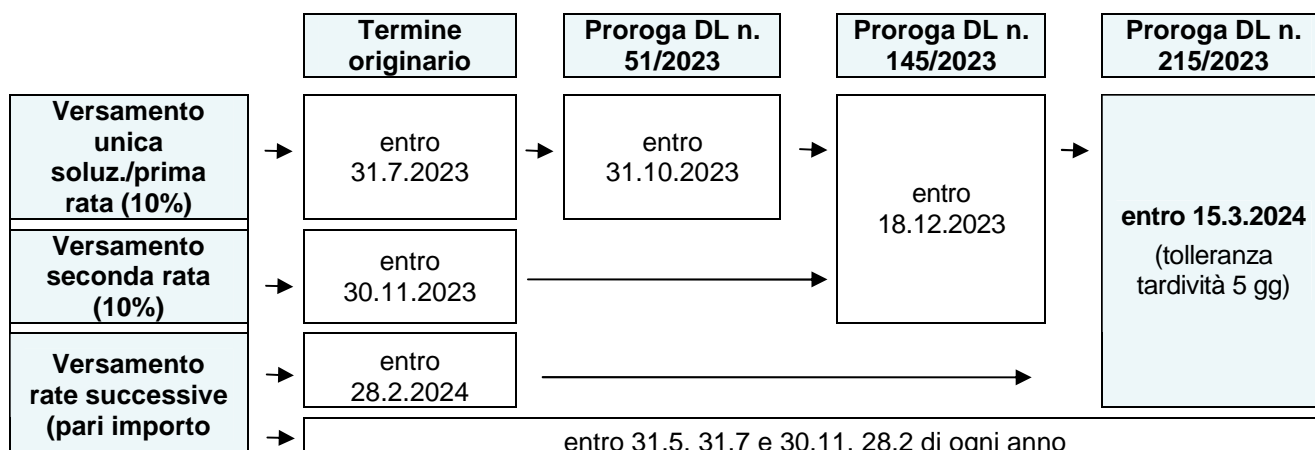 Termine
originario
Proroga DL n.
51/2023
Proroga DL n.
145/2023
Proroga DL n.
215/2023
Versamento
unica
soluz./prima
rata (10%)
entro
31.7.2023
entro
31.10.2023
entro
18.12.2023
entro 15.3.2024
(tolleranza
tardività 5 gg)
Versamento
seconda rata
(10%)
entro
30.11.2023
Versamento
rate successive
(pari importo
entro
28.2.2024
entro 31.5, 31.7 e 30.11, 28.2 di ogni anno